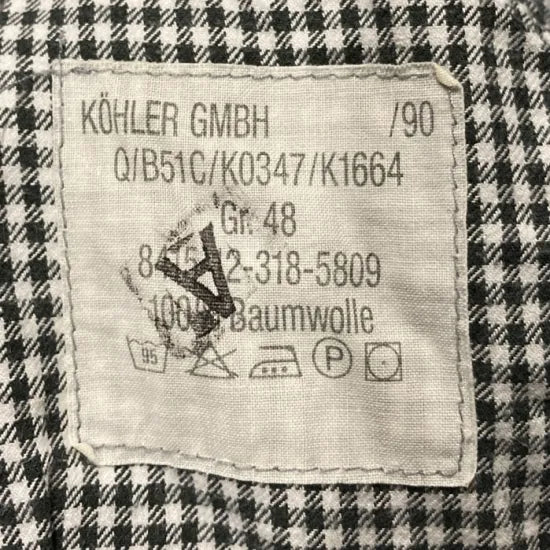 KÖHLER GMBH /90
Q/B51C/K0347/K1664
Gr. 48
2-318-5809
A
Baumwolle
95 P